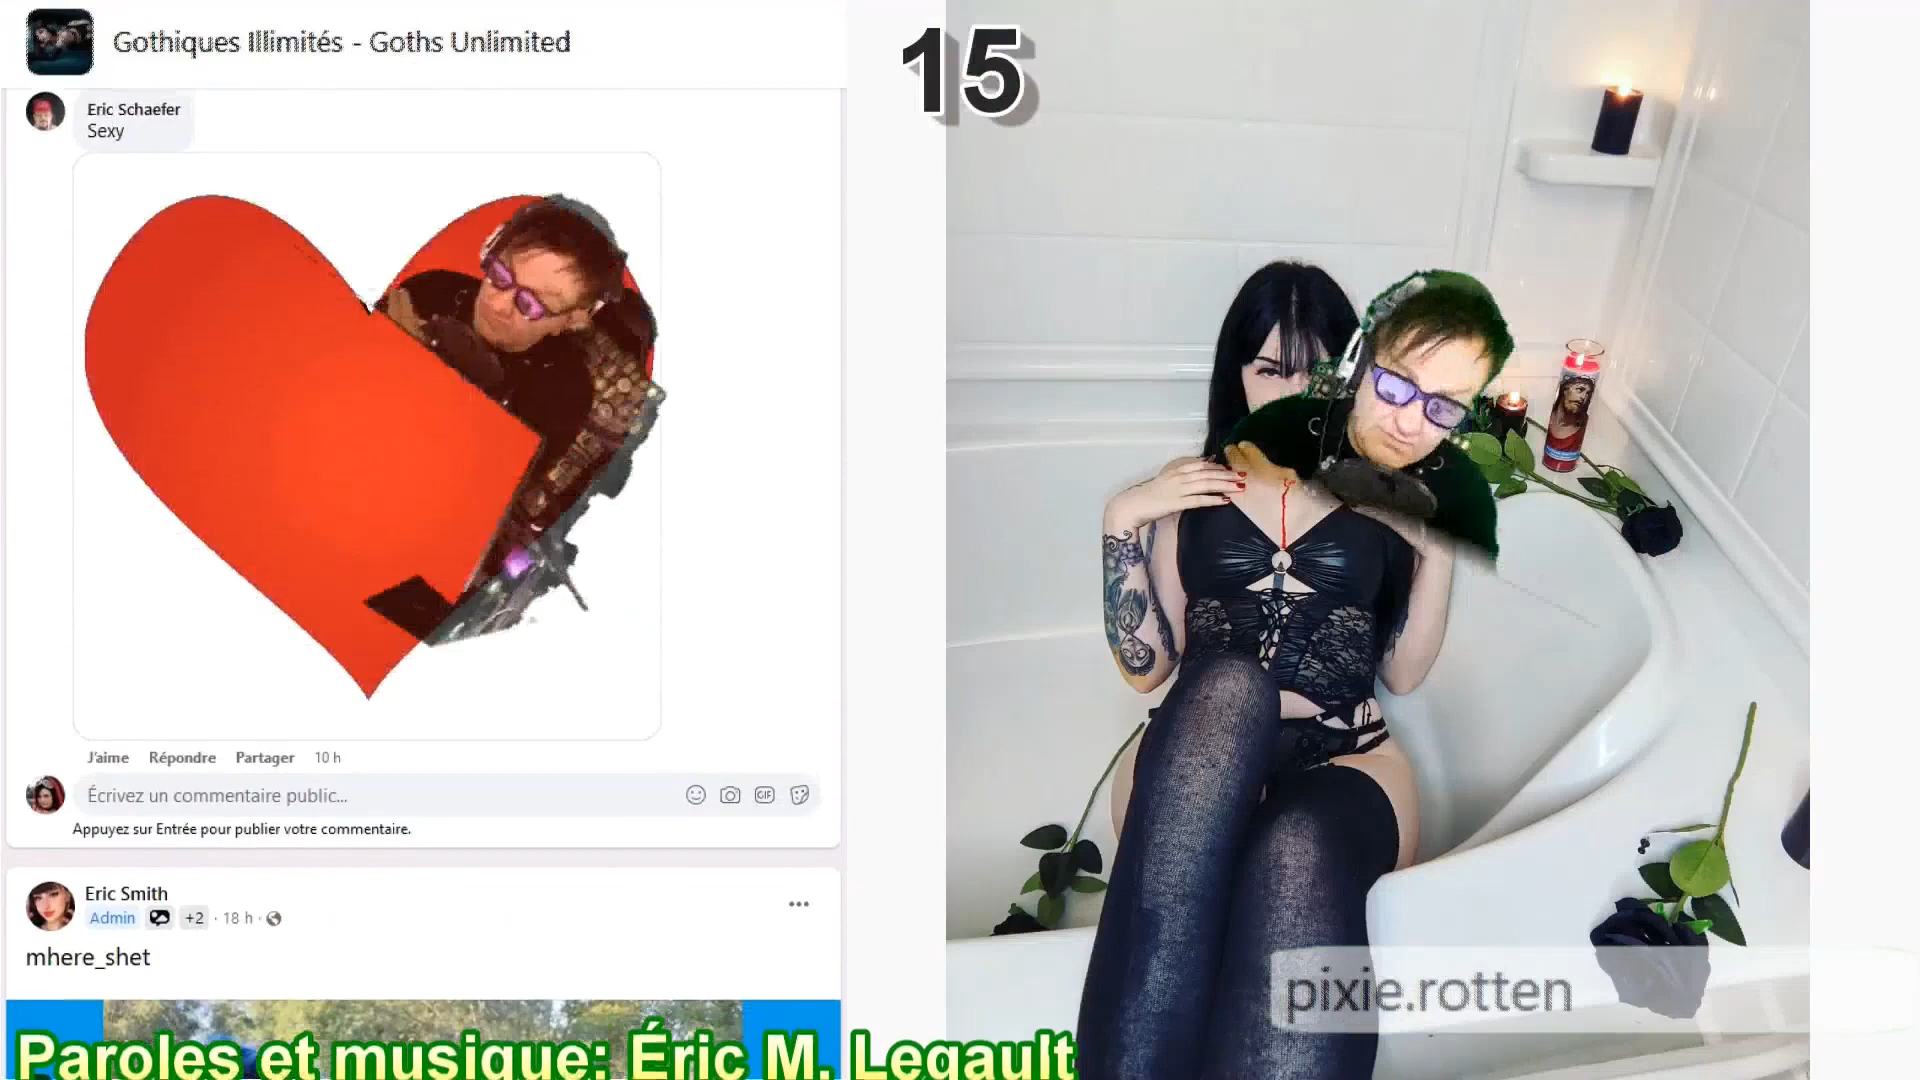 Gothiques Illimités - Goths Unlimited
15
Eric Schaefer
Sexy
J'aime Répondre Partager 10 h
Écrivez un commentaire public...
GIF
Appuyez sur Entrée pour publier votre commentaire.
Eric Smith
Admin +2 · 18 h ·
mhere_shet
pixie.rotten
Paroles et musique: Éric M. Legault